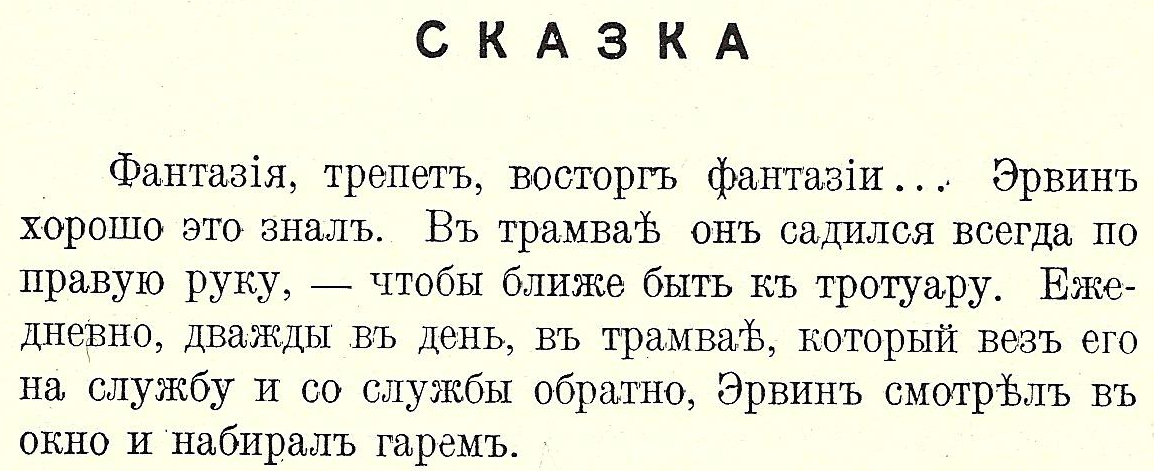 СКАЗКА
Фантазія, трепетъ, восторгъ фантазіи... Эрвинъ
хорошо это зналъ. Въ трамваѣ онъ садился всегда по
правую руку, — чтобы ближе быть къ тротуару. Еже-
дневно, дважды въ день, въ трамваѣ, который везъ его
на службу и со службы обратно, Эрвинъ смотрѣлъ въ
окно и набиралъ гаремъ.